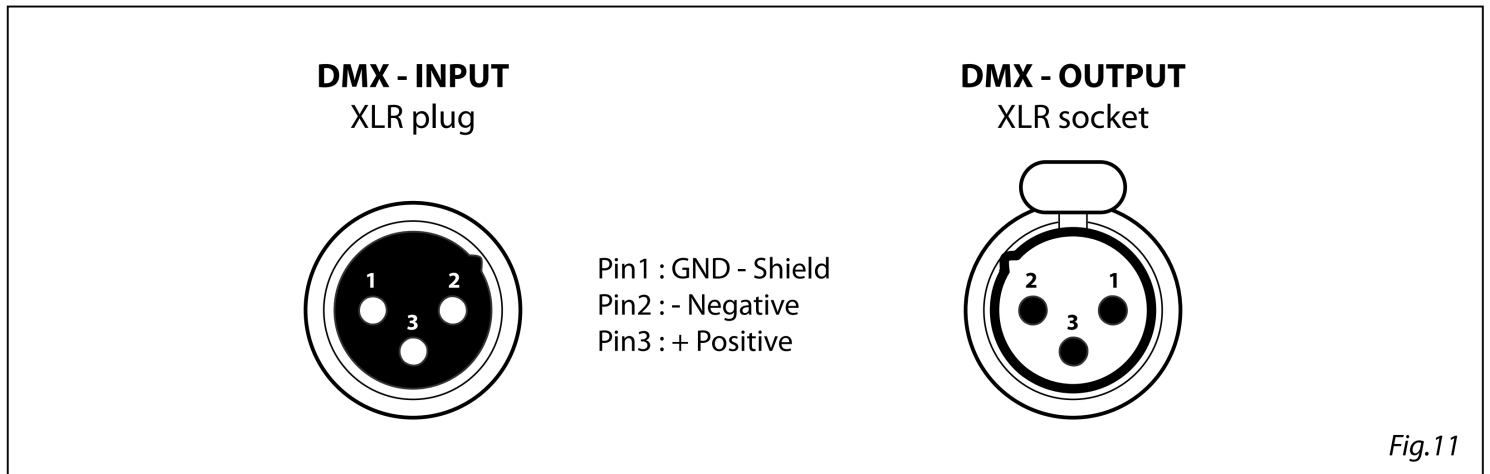 DMX - INPUT
XLR plug
DMX - OUTPUT
XLR socket
1
2
3
Pin1 : GND - Shield
Pin2 : - Negative
Pin3 : + Positive
2
1
3
Fig.11